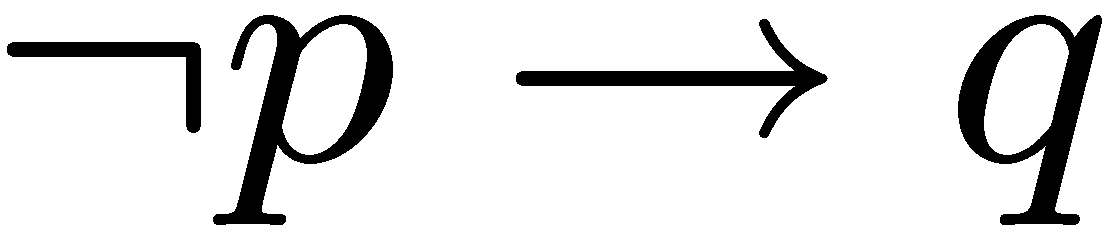 ¬p → q